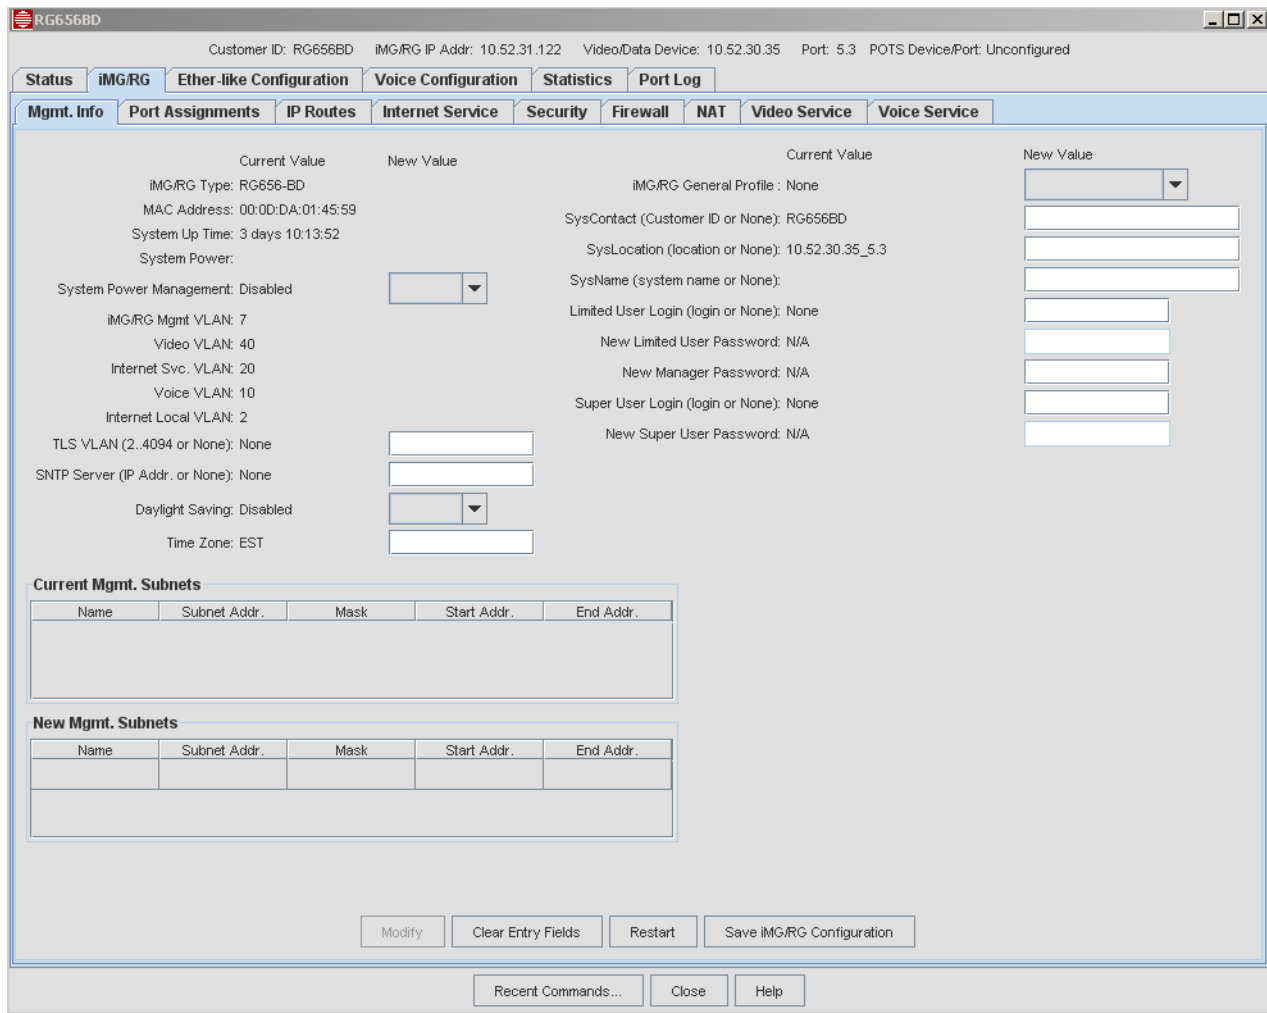 RG656BD
Customer ID: RG656BD iMG/RG IP Addr: 10.52.31.122 Video/Data Device: 10.52.30.35 Port: 5.3 POTS Device/Port: Unconfigured
Status iMG/RG Ether-like Configuration Voice Configuration Statistics Port Log
Mgmt. Info Port Assignments IP Routes Internet Service Security Firewall NAT Video Service Voice Service
Current Value New Value
iMG/RG Type: RG656-BD
MAC Address: 00:0D:DA:01:45:59
System Up Time: 3 days 10:13:52
System Power:
System Power Management: Disabled
iMG/RG Mgmt VLAN: 7
Video VLAN: 40
Internet Svc. VLAN: 20
Voice VLAN: 10
Internet Local VLAN: 2
TLS VLAN (2..4094 or None): None
SNTP Server (IP Addr. or None): None
Daylight Saving: Disabled
Time Zone: EST
Current Value New Value
iMG/RG General Profile : None
SysContact (Customer ID or None): RG656BD
SysLocation (location or None): 10.52.30.35_5.3
SysName (system name or None):
Limited User Login (login or None): None
New Limited User Password: N/A
New Manager Password: N/A
Super User Login (login or None): None
New Super User Password: N/A
Current Mgmt. Subnets
Name Subnet Addr. Mask Start Addr. End Addr.
New Mgmt. Subnets
Name Subnet Addr. Mask Start Addr. End Addr.
Modify Clear Entry Fields Restart Save iMG/RG Configuration
Recent Commands... Close Help